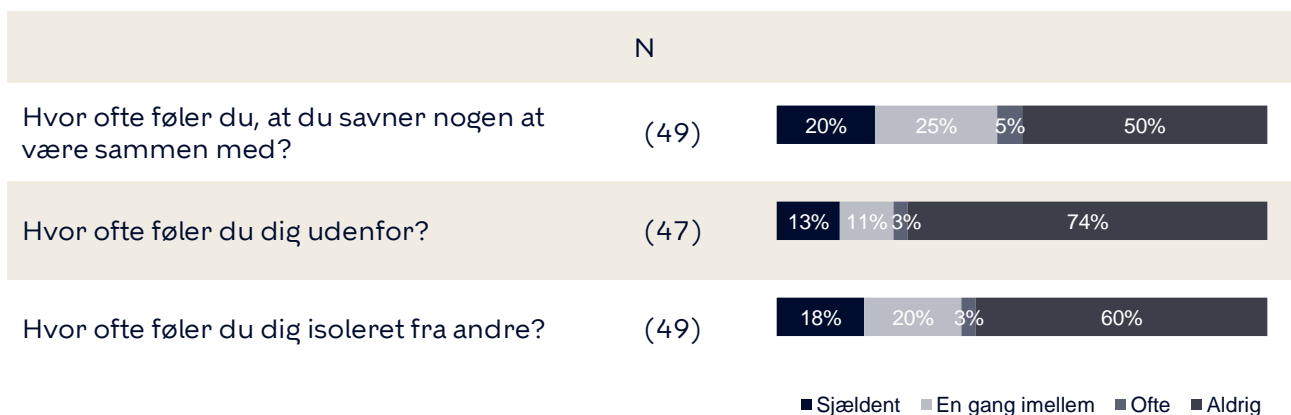 N
Hvor ofte føler du, at du savner nogen at
være sammen med?
(49)
20% 25% 5% 50%
Hvor ofte føler du dig udenfor?
(47)
13% 11% 3% 74%
Hvor ofte føler du dig isoleret fra andre?
(49)
18% 20% 3% 60%
Sjældent En gang imellem Ofte Aldrig